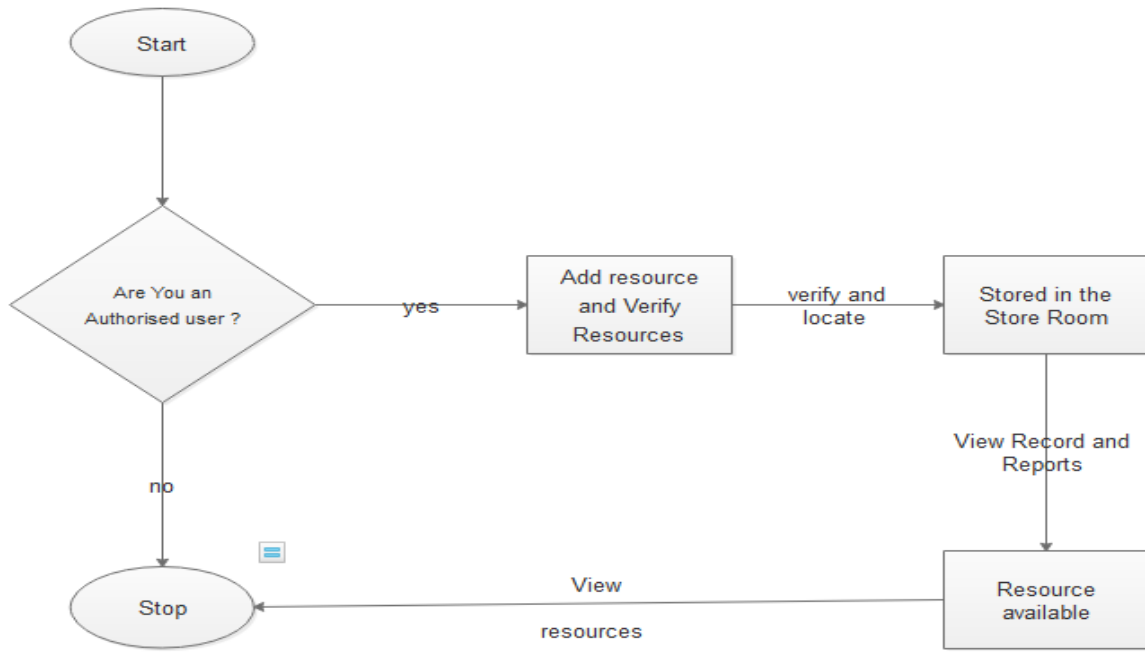 Start
Are You an
Authorised user ?
yes
Add resource
and Verify
Resources
verify and
locate
Stored in the
Store Room
View Record and
Reports
no
Stop
View
resources
Resource
available